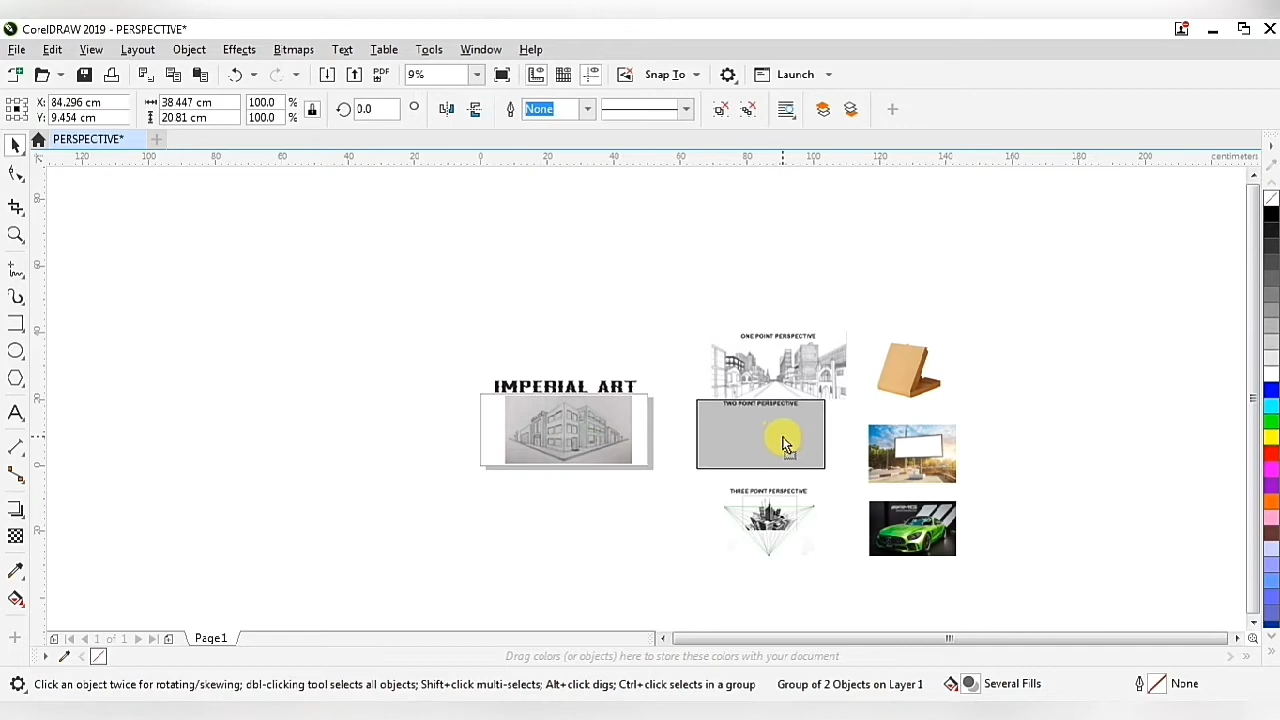 CorelDRAW 2019 - PERSPECTIVE*
File Edit View Layout Object Effects Bitmaps Text Table Tools Window Help
PDF 9% Snap To Launch
X: 84.296 cm 38.447 cm 100.0 % 0.0 None
Y: 9.454 cm 20.81 cm 100.0 %
PERSPECTIVE*
120 100 80 60 40 20 0 20 40 60 80 100 120 140 160 180 200 centimeters
ONE POINT PERSPECTIVE
IMPERIAL ART
TWO POINT PERSPECTIVE
THREE POINT PERSPECTIVE
AMG
1 of 1 Page1
Drag colors (or objects) here to store these colors with your document
Click an object twice for rotating/skewing; dbl-clicking tool selects all objects; Shift+click multi-selects; Alt+click digs; Ctrl+click selects in a group Group of 2 Objects on Layer 1 Several Fills None